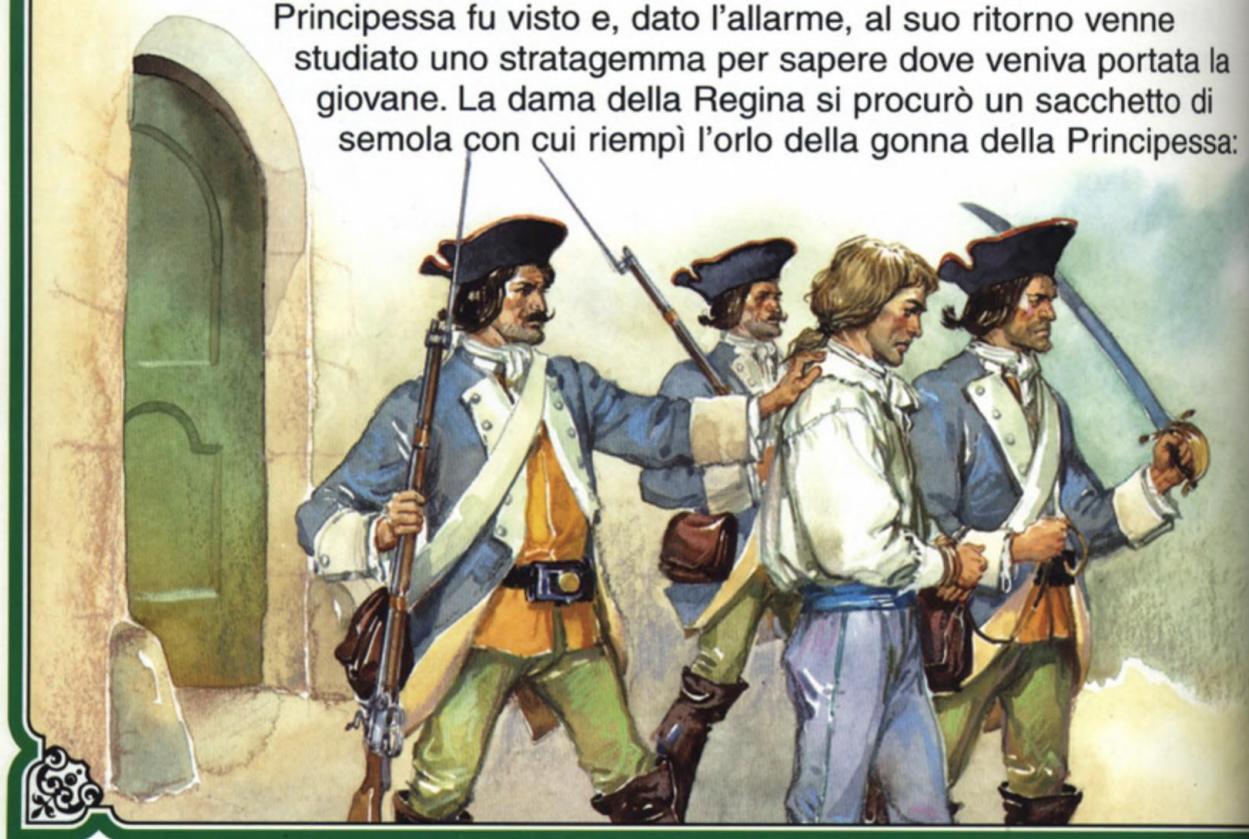 Principessa fu visto e, dato l'allarme, al suo ritorno venne
studiato uno stratagemma per sapere dove veniva portata la
giovane. La dama della Regina si procurò un sacchetto di
semola con cui riempì l'orlo della gonna della Principessa: